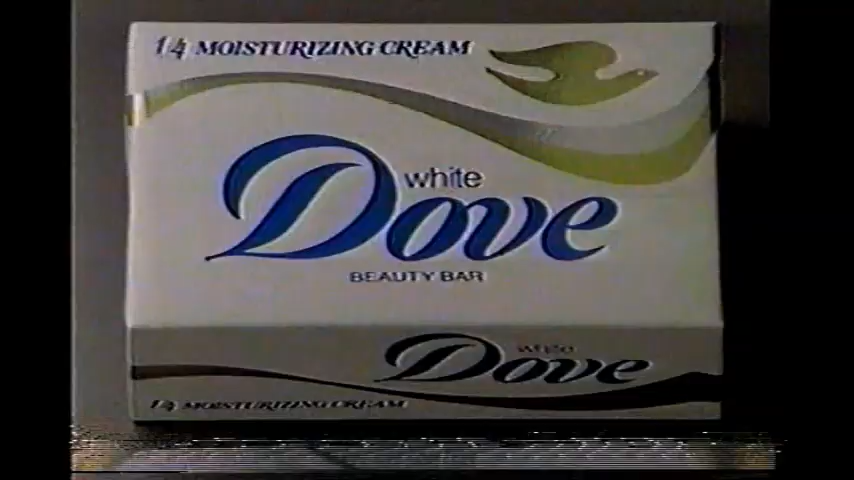 1/4 MOISTURIZING CREAM
white
Dove
BEAUTY BAR
white
Dove
1/4 MOISTURIZING CREAM